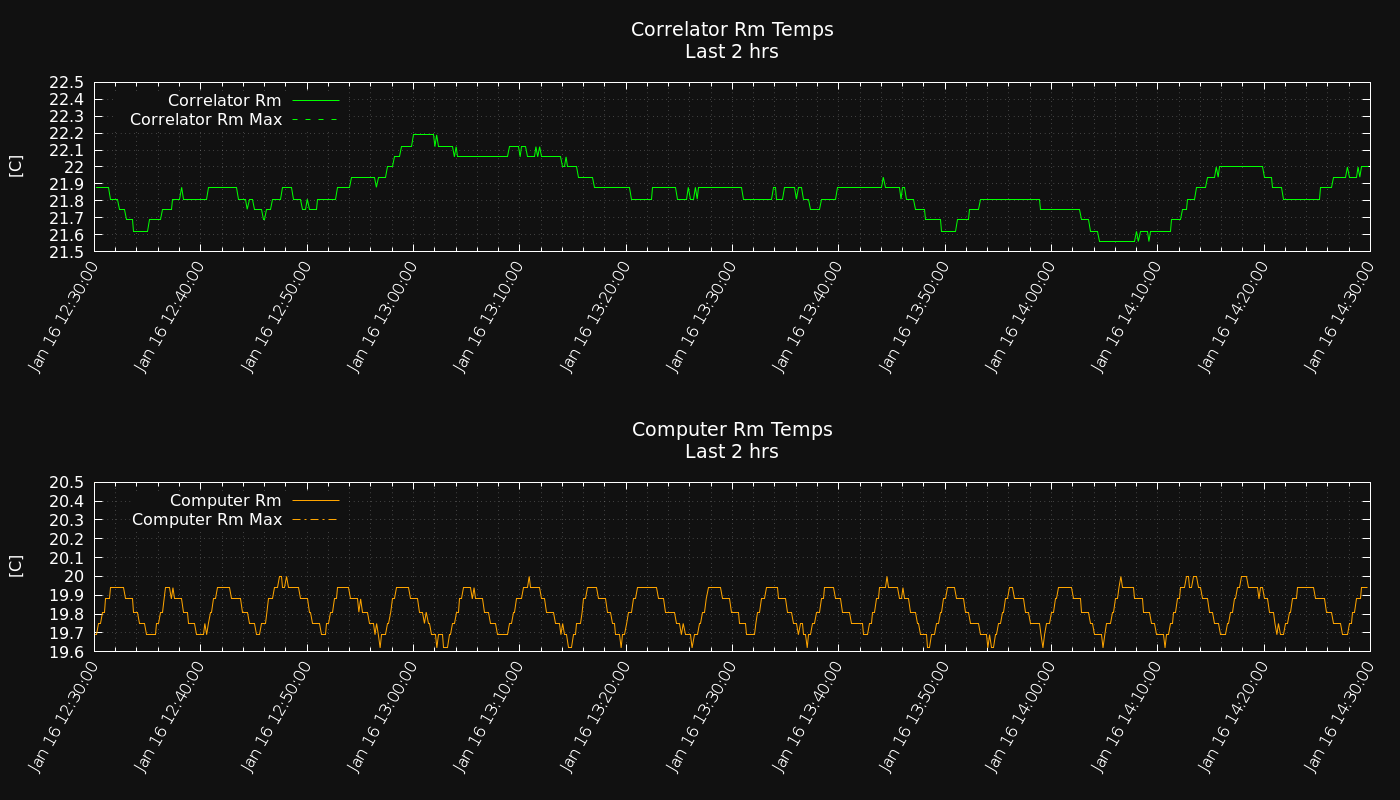 Correlator Rm Temps
Last 2 hrs
22.5
22.4
22.3
22.2
22.1
22
21.9
21.8
21.7
21.6
21.5
[C]
Correlator Rm
Correlator Rm Max
Jan 16 12:30:00
Jan 16 12:40:00
Jan 16 12:50:00
Jan 16 13:00:00
Jan 16 13:10:00
Jan 16 13:20:00
Jan 16 13:30:00
Jan 16 13:40:00
Jan 16 13:50:00
Jan 16 14:00:00
Jan 16 14:10:00
Jan 16 14:20:00
Jan 16 14:30:00
Computer Rm Temps
Last 2 hrs
20.5
20.4
20.3
20.2
20.1
20
19.9
19.8
19.7
19.6
[C]
Computer Rm
Computer Rm Max
Jan 16 12:30:00
Jan 16 12:40:00
Jan 16 12:50:00
Jan 16 13:00:00
Jan 16 13:10:00
Jan 16 13:20:00
Jan 16 13:30:00
Jan 16 13:40:00
Jan 16 13:50:00
Jan 16 14:00:00
Jan 16 14:10:00
Jan 16 14:20:00
Jan 16 14:30:00